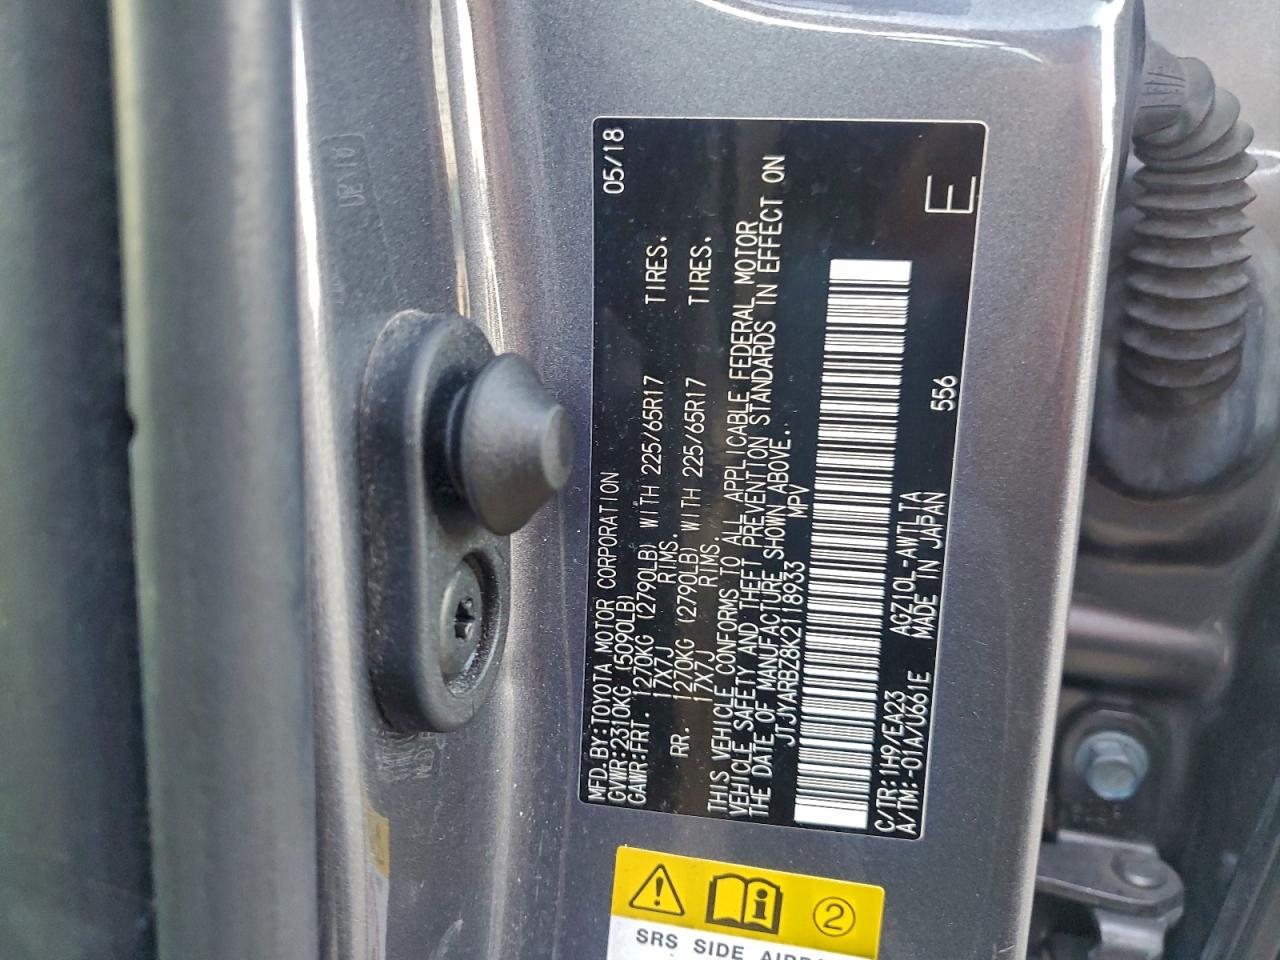 MFD.BY:TOYOTA MOTOR CORPORATION 05/18
GVWR:2310KG (5090LB)
GAWR:FRT. 1270KG (2790LB) WITH 225/65R17 TIRES.
17X7J RIMS.
RR. 1270KG (2790LB) WITH 225/65R17 TIRES.
17X7J RIMS.
THIS VEHICLE CONFORMS TO ALL APPLICABLE FEDERAL MOTOR
VEHICLE SAFETY AND THEFT PREVENTION STANDARDS IN EFFECT ON
THE DATE OF MANUFACTURE SHOWN ABOVE.
JTJYARBZ8K2118933 MPV
C/TR:1H9/EA23 AGZ10L-AWTLTA 556 E
A/TM:-01A/U661E MADE IN JAPAN
2
SRS SIDE